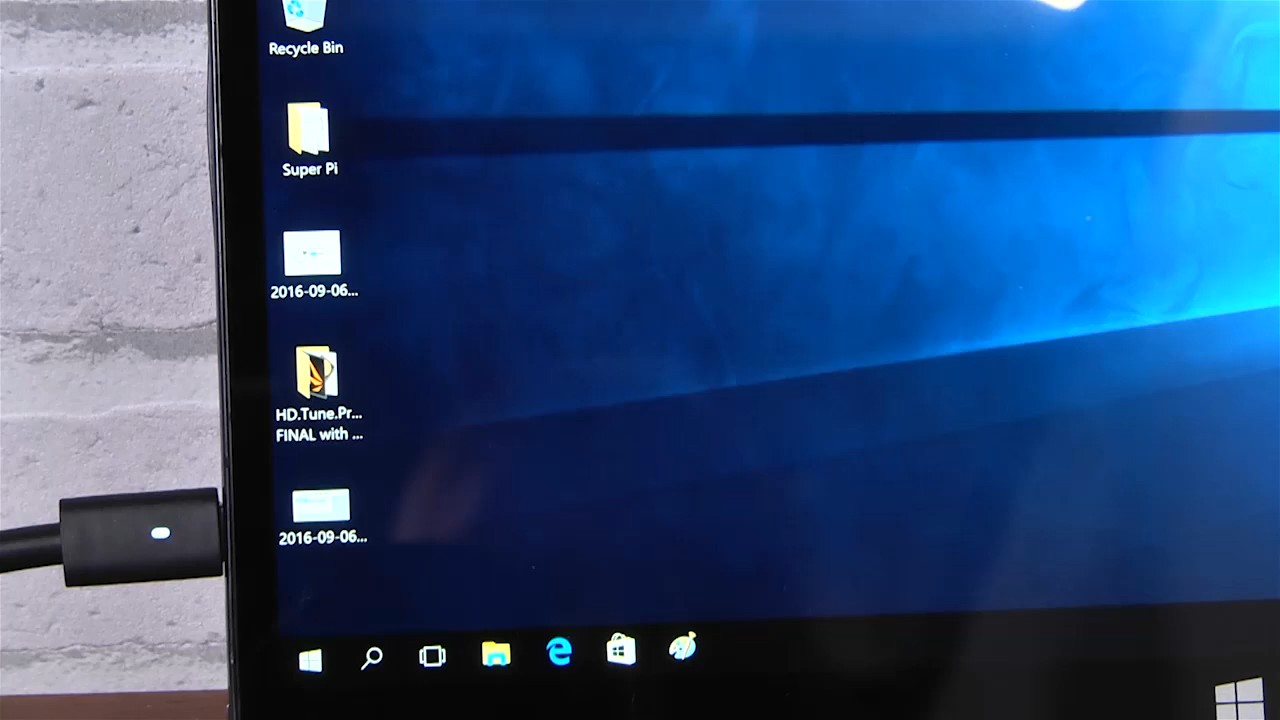 Recycle Bin
Super Pi
2016-09-06...
HD.Tune.Pr...
FINAL with ...
2016-09-06...